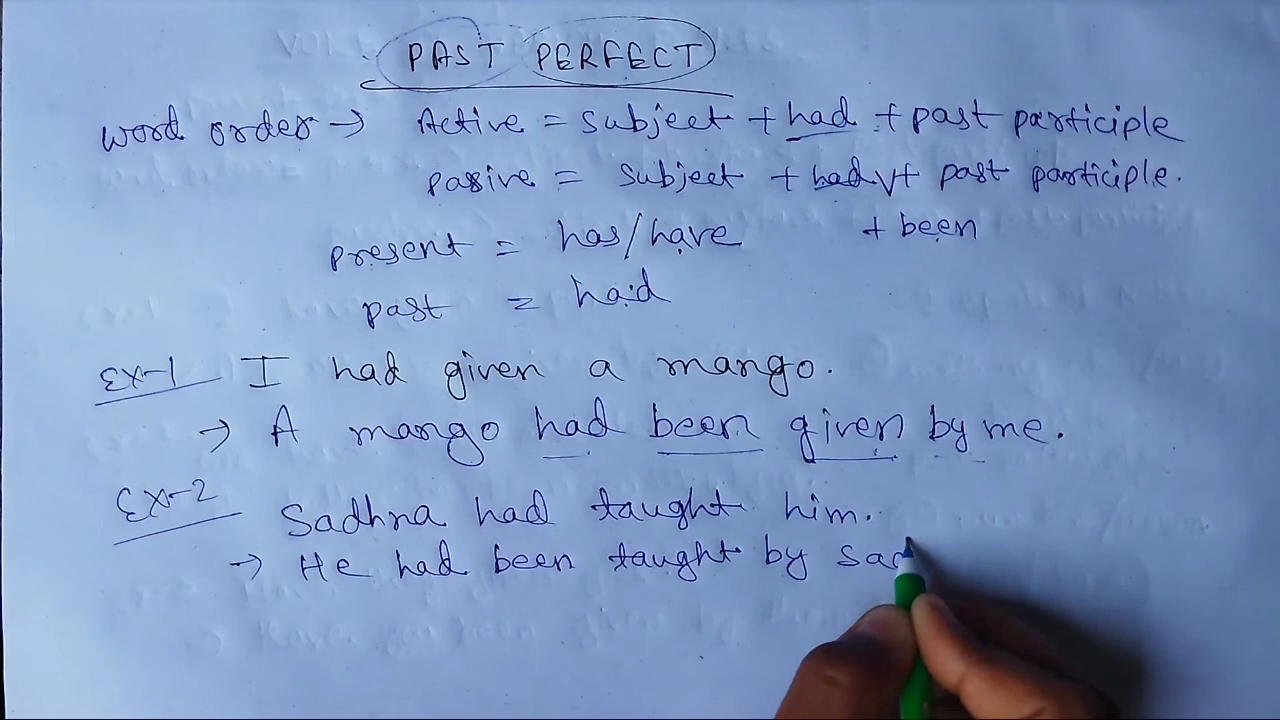 PAST PERFECT
word order → Active = subject + had + past participle
pasive = subject + had + past participle.
+ been
present = has/have
past = had
Ex-1 I had given a mango.
→ A mango had been given by me.
Ex-2 Sadhna had taught him.
→ He had been taught by sad